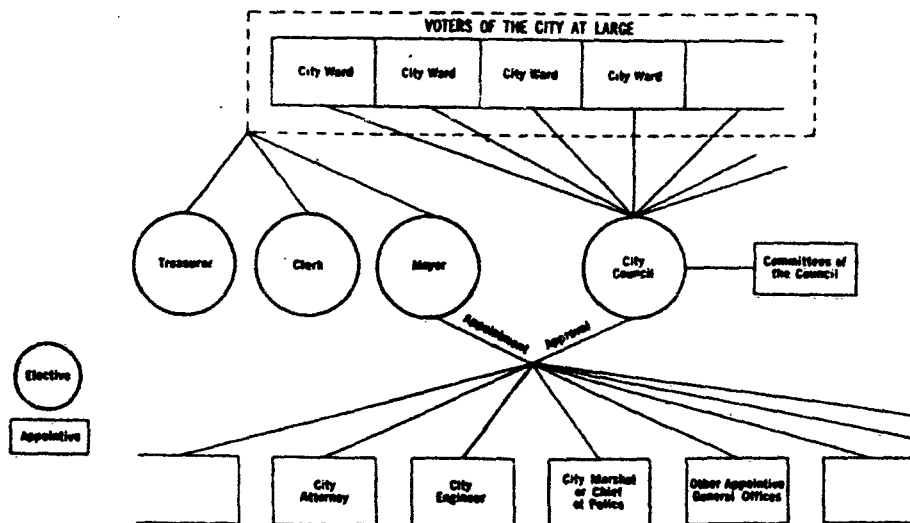 VOTERS OF THE CITY AT LARGE
City Ward
City Ward
City Ward
City Ward
Treasurer
Clerk
Mayor
City
Council
Committees of
the Council
Appointment
Approval
Elective
Appointive
City
Attorney
City
Engineer
City Marshal
or Chief
of Police
Other Appointive
General Offices